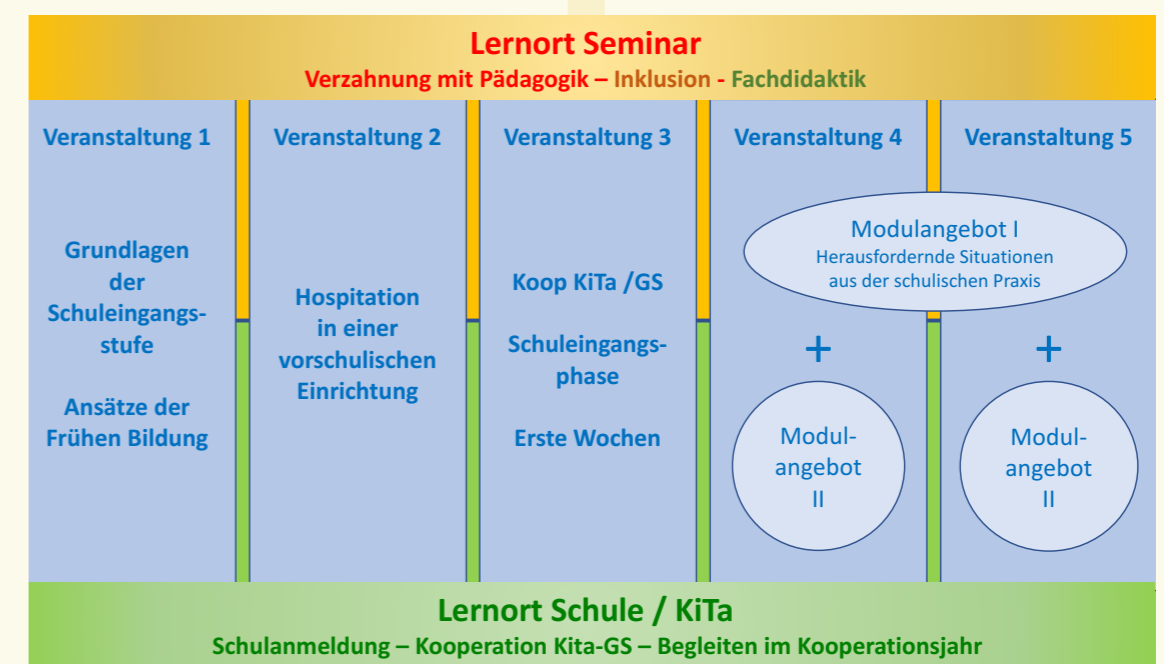 Lernort Seminar
Verzahnung mit Pädagogik – Inklusion - Fachdidaktik
Veranstaltung 1
Grundlagen
der
Schuleingangs-
stufe
Ansätze der
Frühen Bildung
Veranstaltung 2
Hospitation
in einer
vorschulischen
Einrichtung
Veranstaltung 3
Koop KiTa /GS
Schuleingangs-
phase
Erste Wochen
Veranstaltung 4
Veranstaltung 5
Modulangebot I
Herausfordernde Situationen
aus der schulischen Praxis
+
+
Modul-
angebot
II
Modul-
angebot
II
Lernort Schule / KiTa
Schulanmeldung – Kooperation Kita-GS – Begleiten im Kooperationsjahr